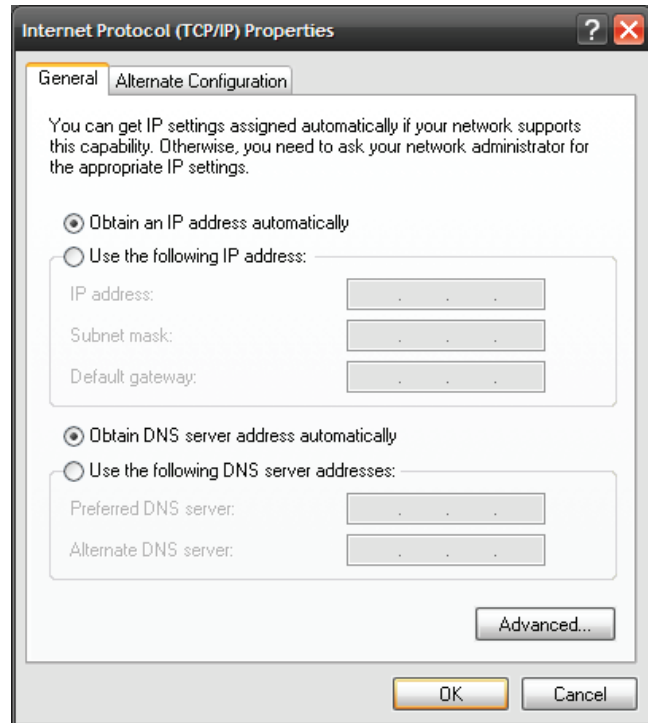 Internet Protocol (TCP/IP) Properties
?
General
Alternate Configuration
You can get IP settings assigned automatically if your network supports
this capability. Otherwise, you need to ask your network administrator for
the appropriate IP settings.
Obtain an IP address automatically
Use the following IP address:
IP address:
Subnet mask:
Default gateway:
Obtain DNS server address automatically
Use the following DNS server addresses:
Preferred DNS server:
Alternate DNS server:
Advanced...
OK
Cancel